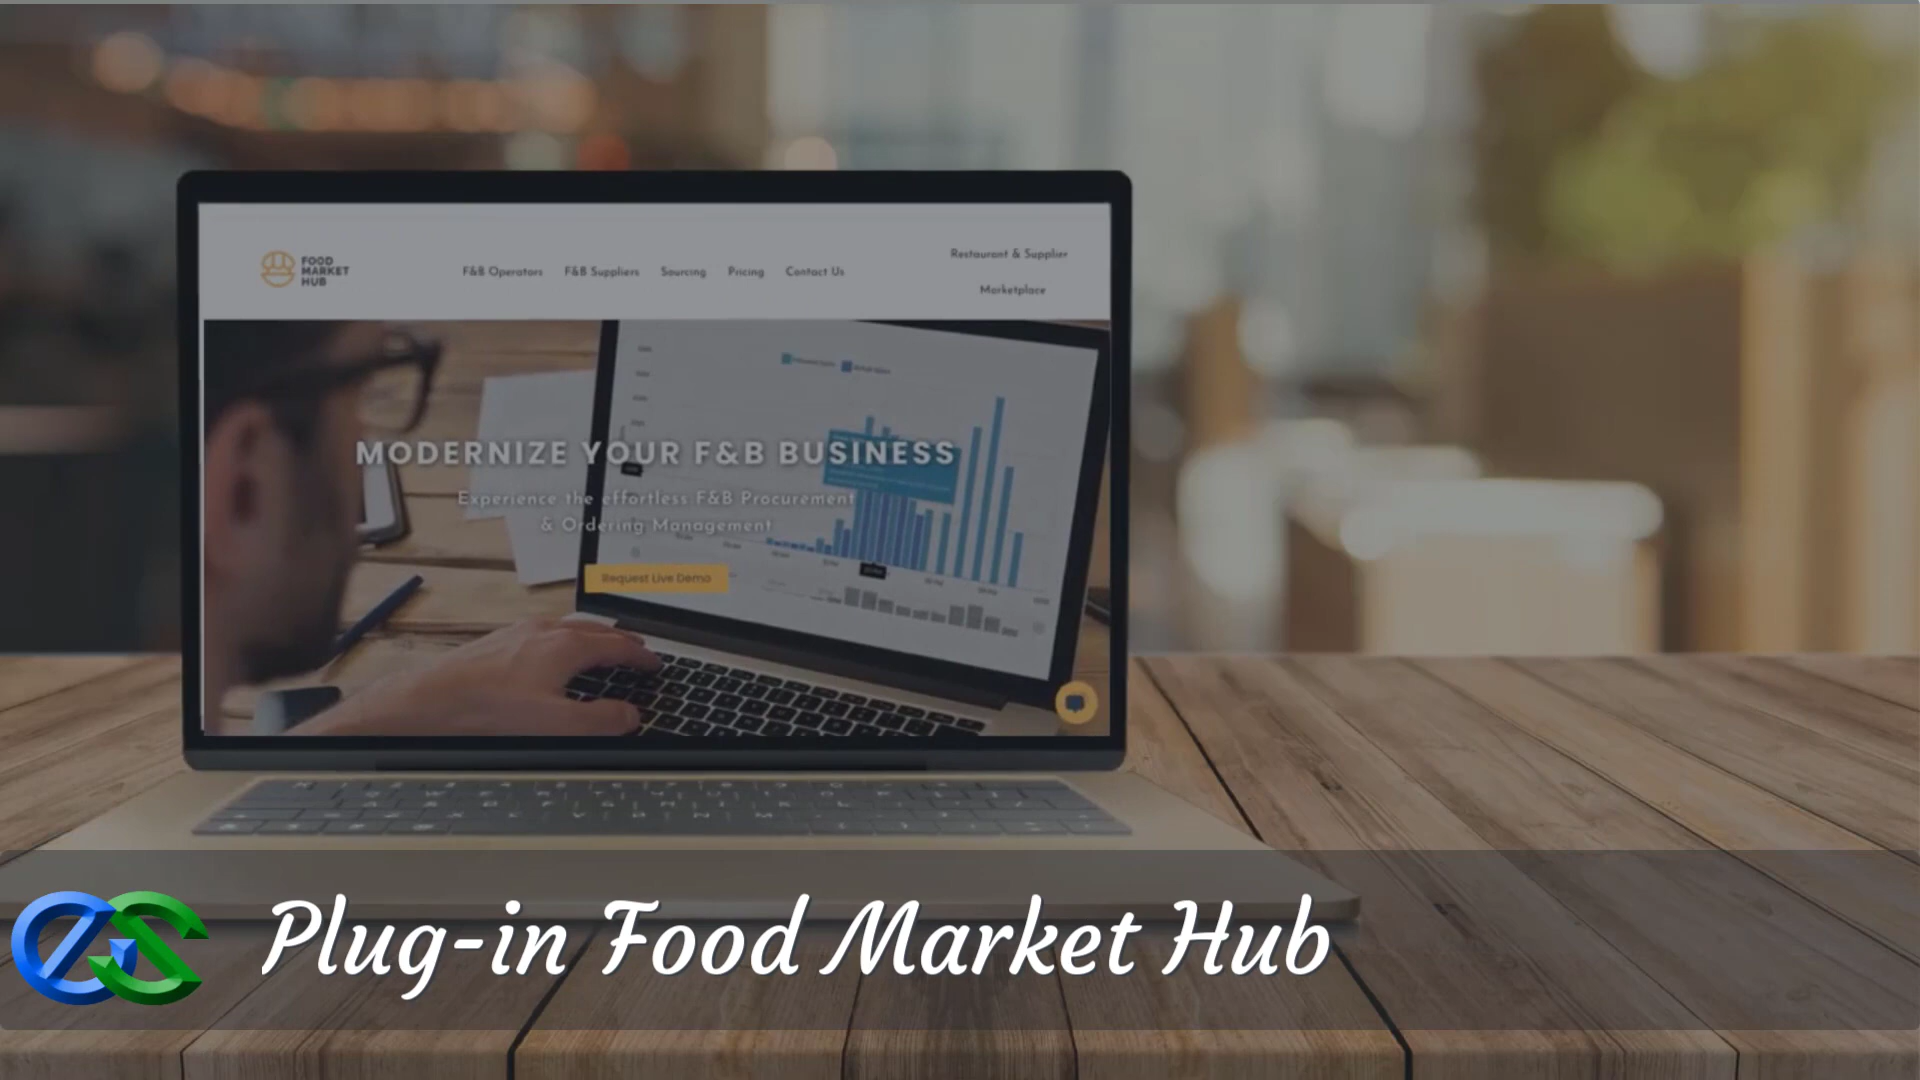 FOOD
MARKET
HUB
F&B Operators F&B Suppliers Sourcing Pricing Contact Us
Restaurant & Supplier
Marketplace
MODERNIZE YOUR F&B BUSINESS
Experience the effortless F&B Procurement
& Ordering Management
Request Live Demo
Plug-in Food Market Hub